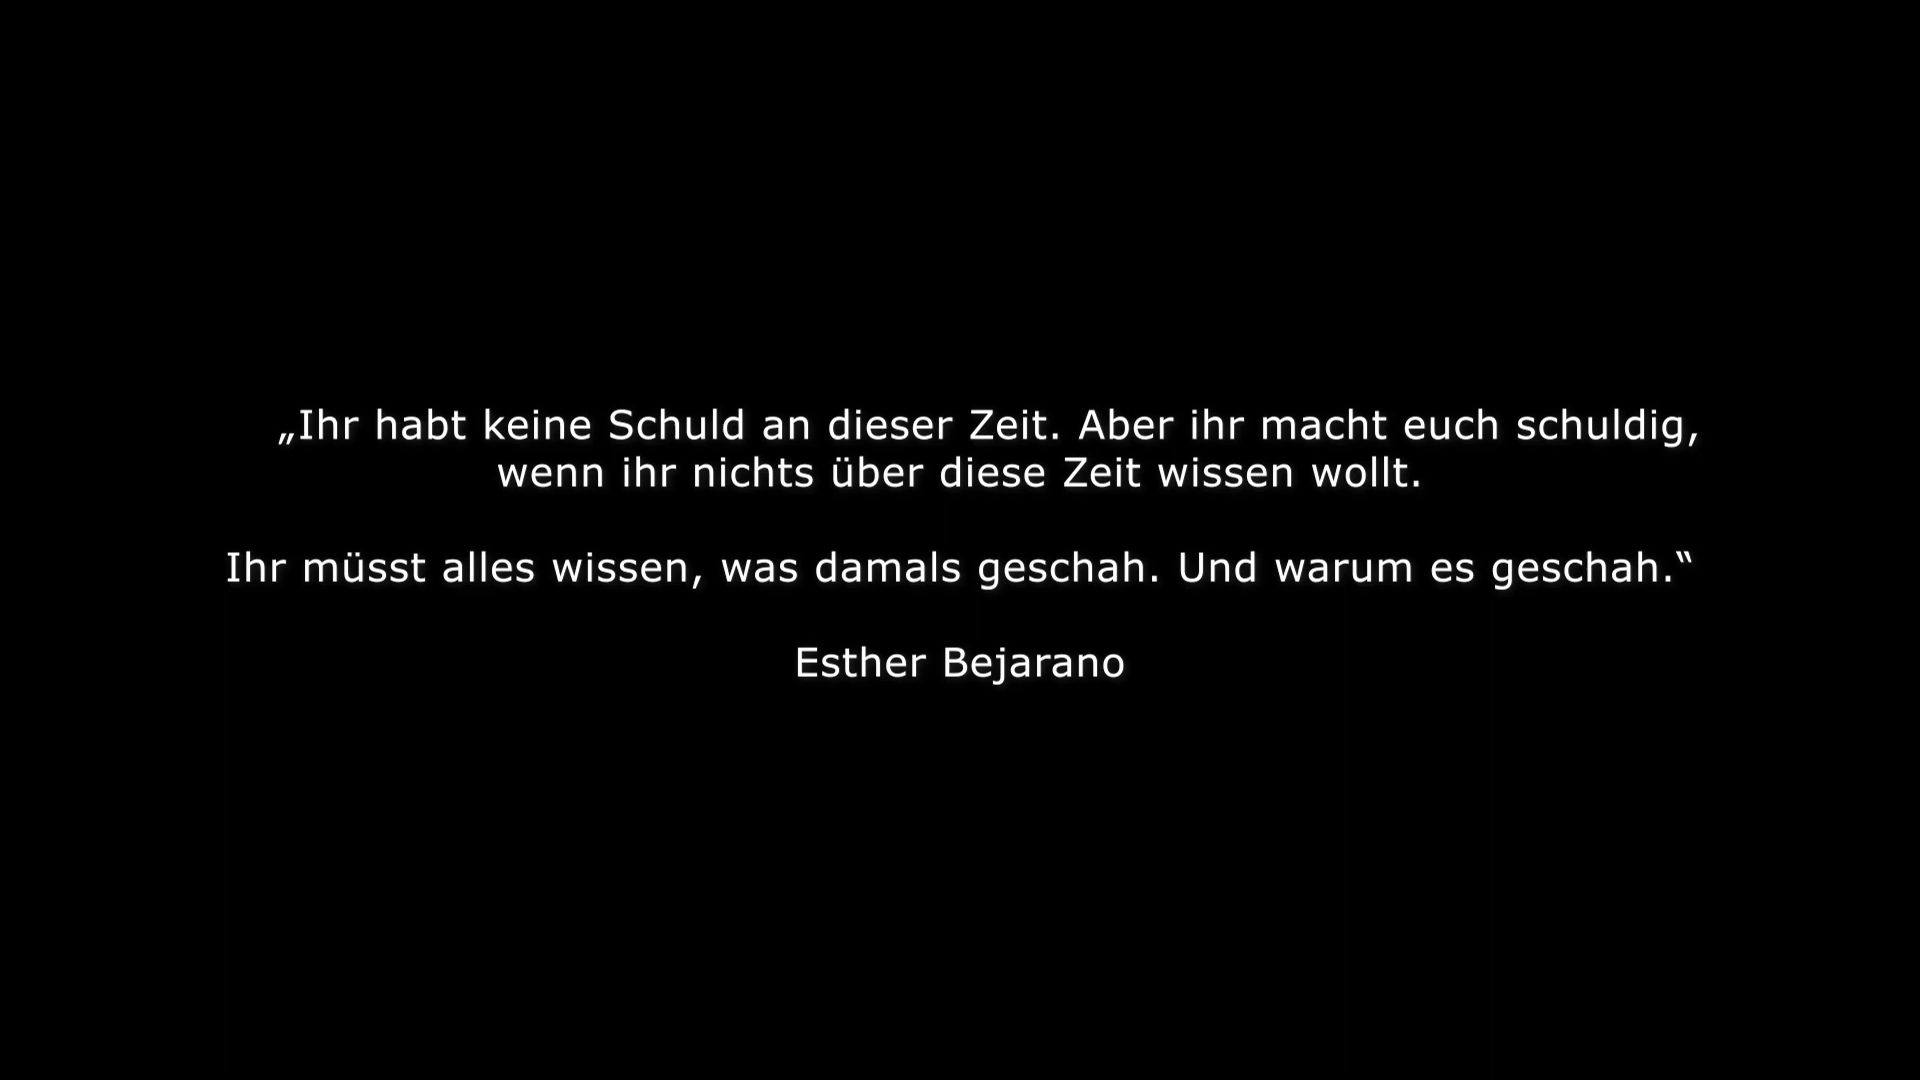 „Ihr habt keine Schuld an dieser Zeit. Aber ihr macht euch schuldig,
wenn ihr nichts über diese Zeit wissen wollt.
Ihr müsst alles wissen, was damals geschah. Und warum es geschah.“
Esther Bejarano